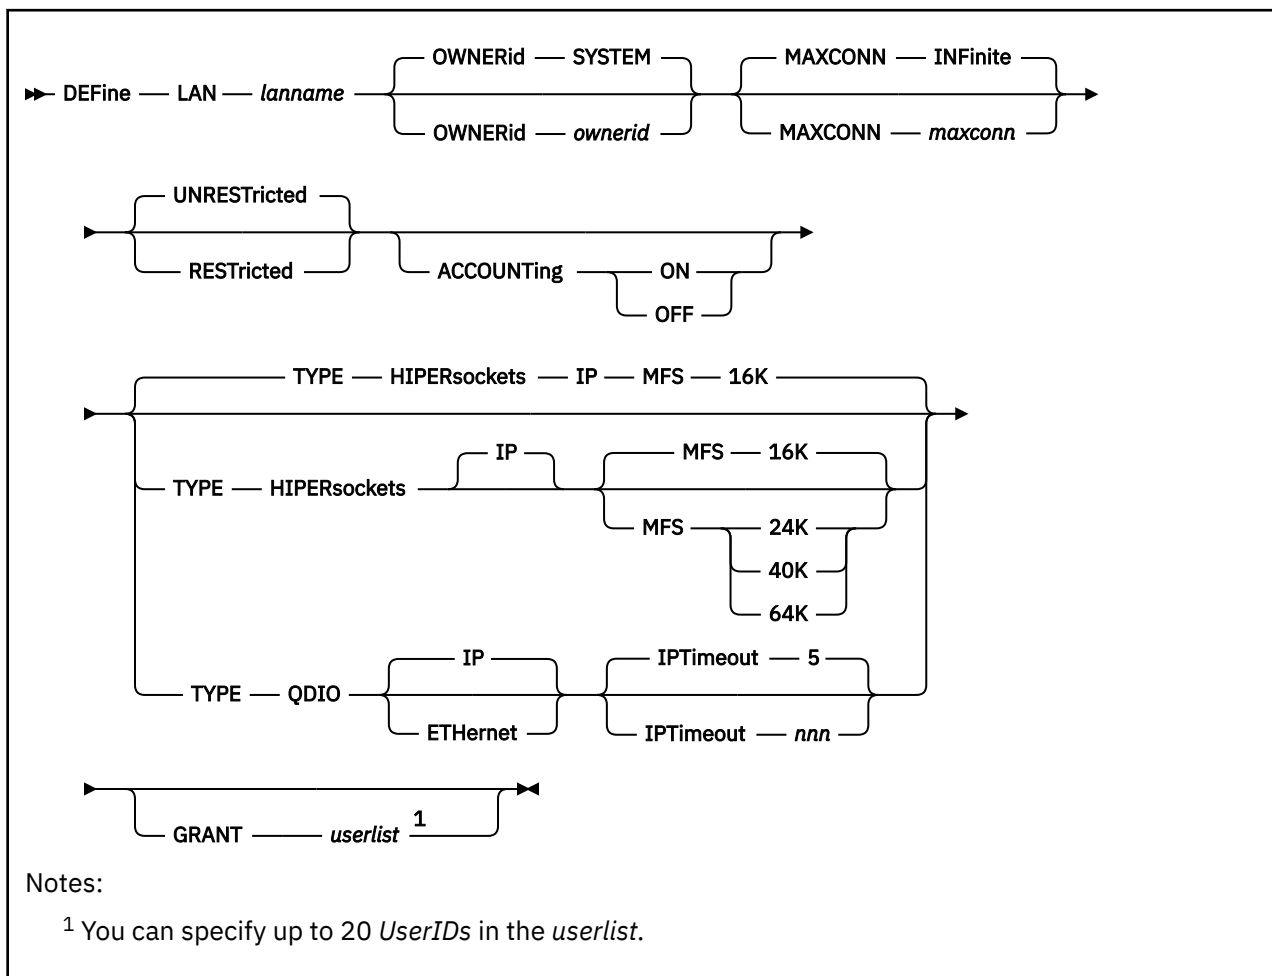 OWNERid SYSTEM MAXCONN INFinite
DEFine LAN lanname
OWNERid ownerid MAXCONN maxconn
UNRESTricted
RESTricted ACCOUNTing ON
OFF
TYPE HIPERsockets IP MFS 16K
IP MFS 16K
TYPE HIPERsockets
MFS 24K
40K
64K
IP IPTimeout 5
TYPE QDIO
ETHernet IPTimeout nnn
GRANT userlist 1
Notes:
1 You can specify up to 20 UserIDs in the userlist.